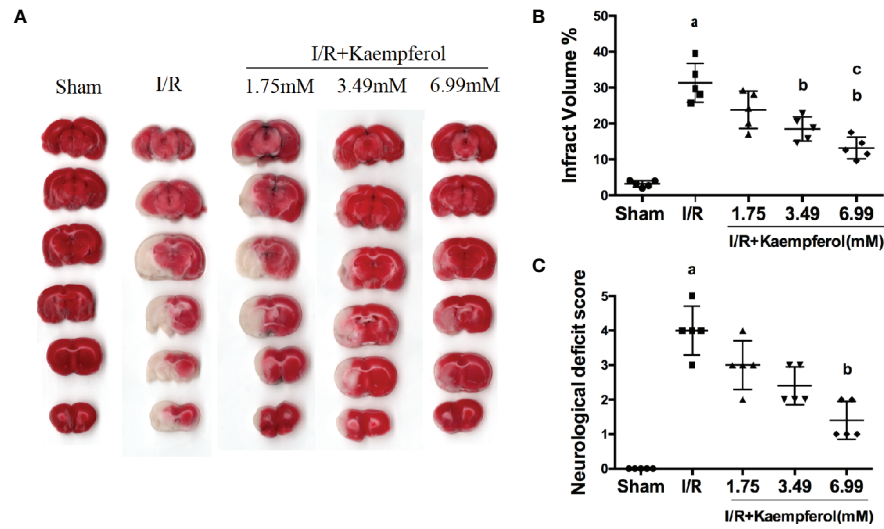 A
I/R+Kaempferol
Sham I/R 1.75mM 3.49mM 6.99mM
B
Infract Volume %
50
40
30
20
10
0
a
b
c
b
Sham I/R 1.75 3.49 6.99
I/R+Kaempferol(mM)
C
Neurological deficit score
5
4
3
2
1
0
a
b
Sham I/R 1.75 3.49 6.99
I/R+Kaempferol(mM)